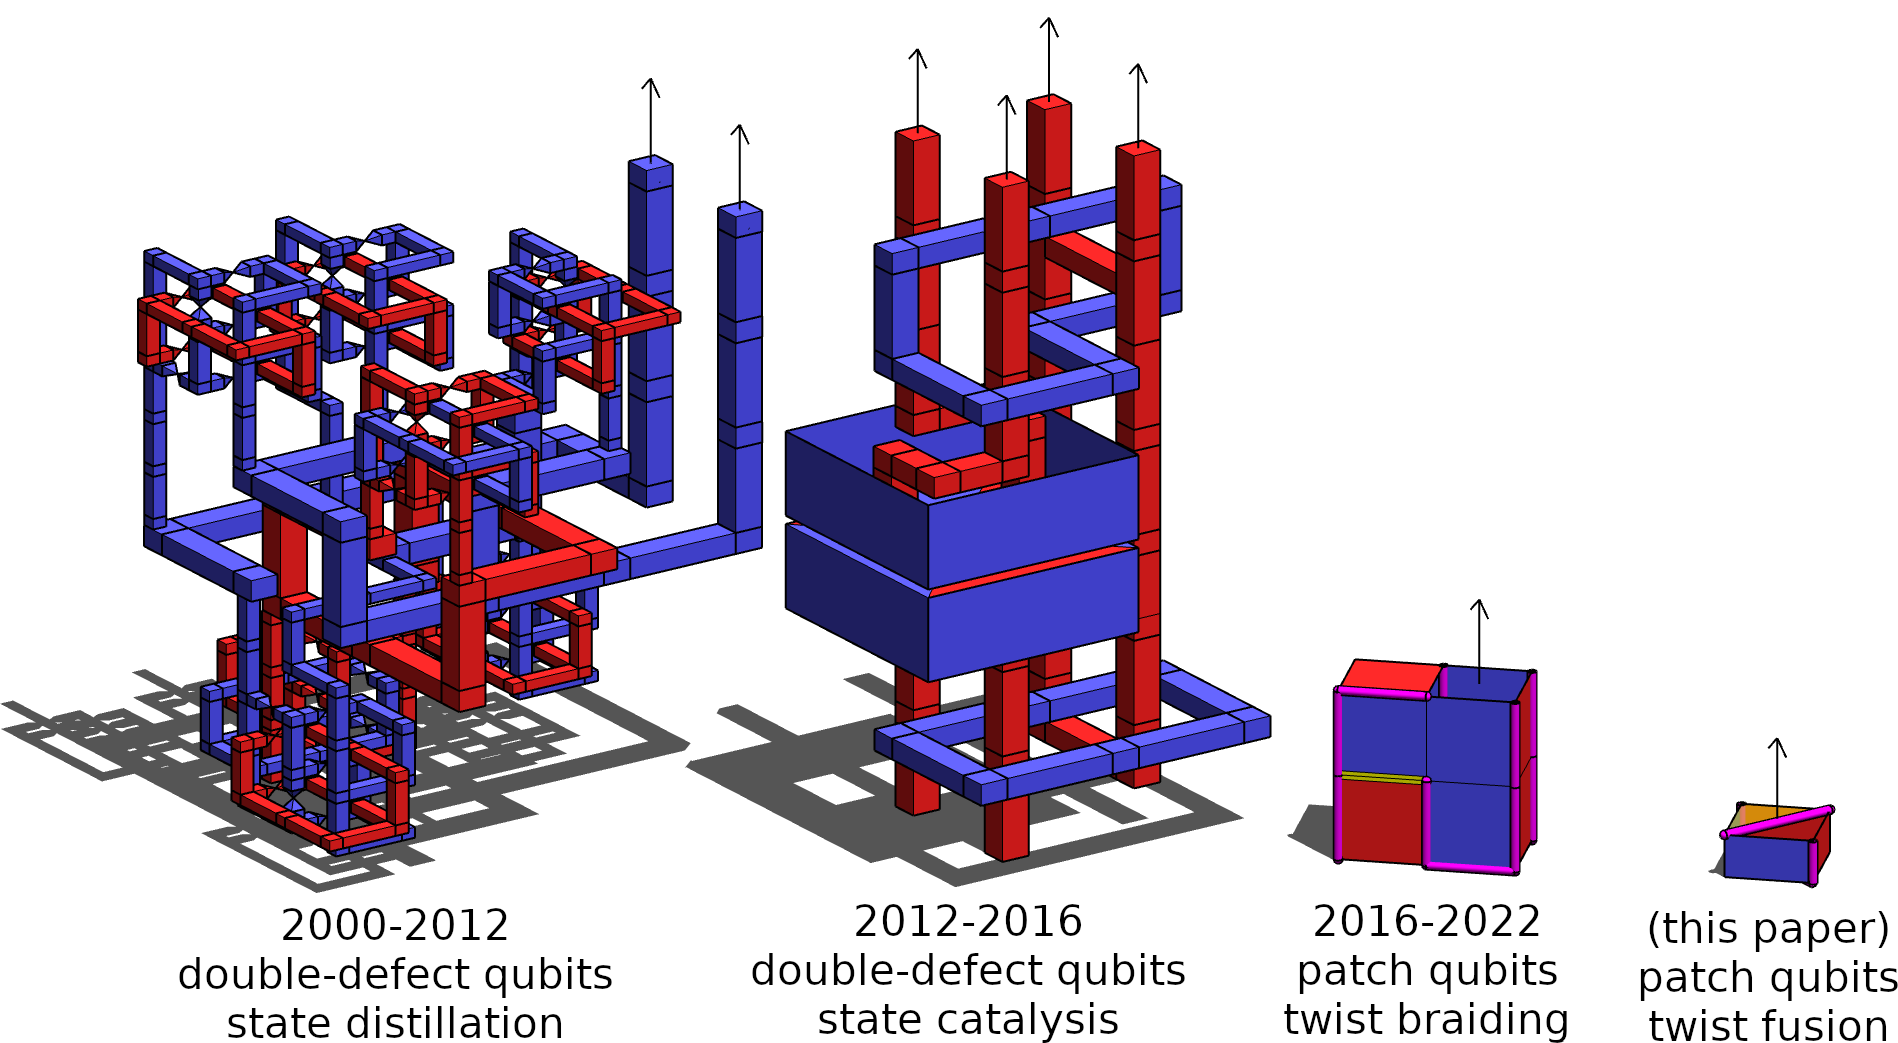 2000-2012
double-defect qubits
state distillation
2012-2016
double-defect qubits
state catalysis
2016-2022
patch qubits
twist braiding
(this paper)
patch qubits
twist fusion